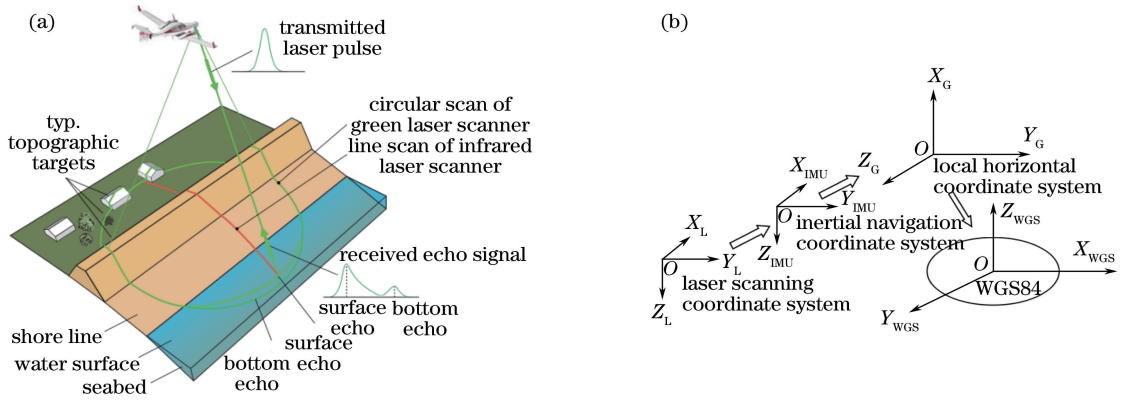 (a)
transmitted
laser pulse
circular scan of
green laser scanner
line scan of infrared
laser scanner
typ.
topographic
targets
received echo signal
surface
echo
bottom
echo
shore line
water surface
seabed
surface
echo
bottom
echo
(b)
X_G
Y_G
Z_G
O
local horizontal
coordinate system
X_IMU
Y_IMU
Z_IMU
O
inertial navigation
coordinate system
X_L
Y_L
Z_L
O
laser scanning
coordinate system
Z_WGS
X_WGS
Y_WGS
O
WGS84